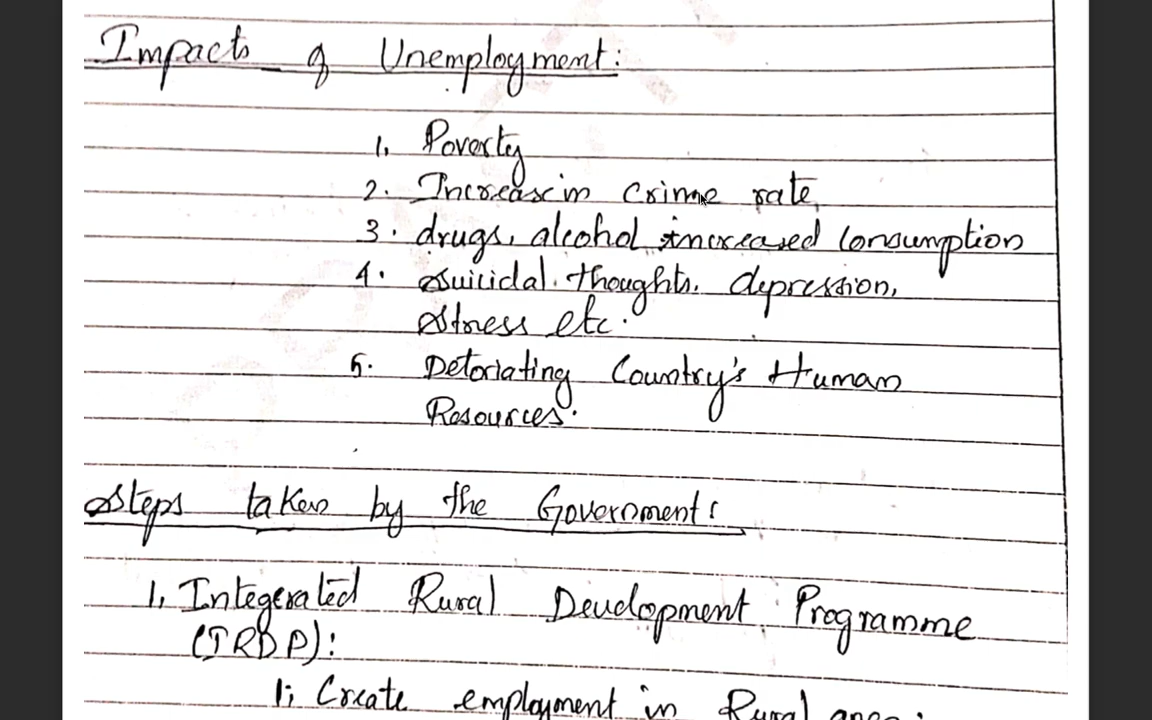 Impacts of Unemployment:
1. Poverty
2. Increase in crime rate,
3. drugs, alcohol increased consumption
4. Suicidal thoughts, depression,
Stress etc.
5. Detoriating Country's Human
Resources.
Steps taken by the Government:
1. Integerated Rural Development Programme
(IRDP):
1; Create employment in Rural